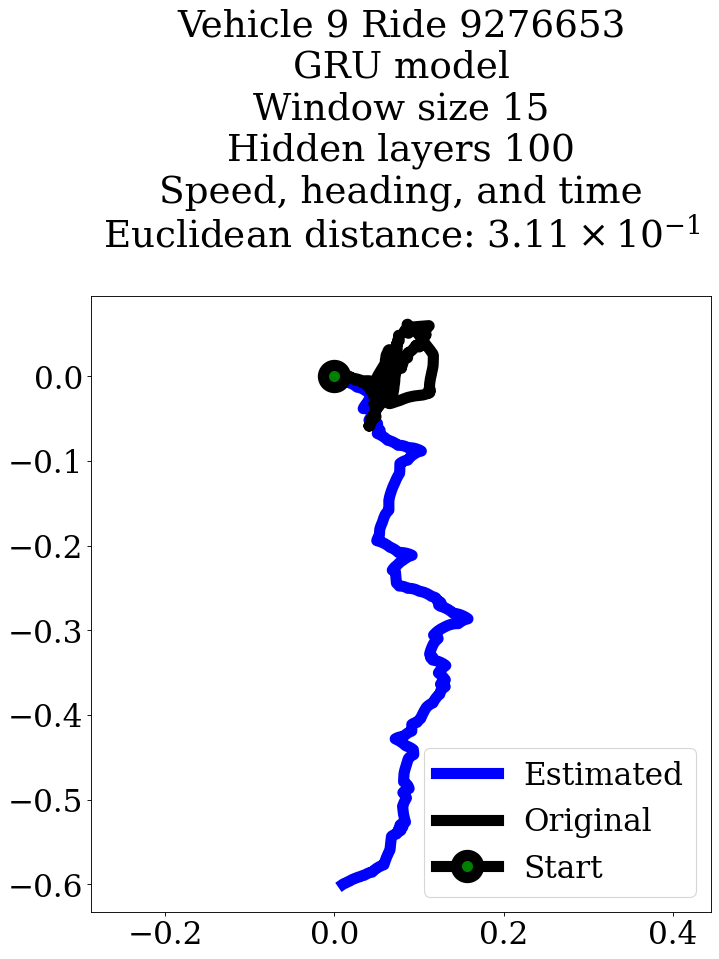 Vehicle 9 Ride 9276653
GRU model
Window size 15
Hidden layers 100
Speed, heading, and time
Euclidean distance: 3.11 × 10⁻¹
0.0
−0.1
−0.2
−0.3
−0.4
−0.5
−0.6
Estimated
Original
Start
−0.2 0.0 0.2 0.4